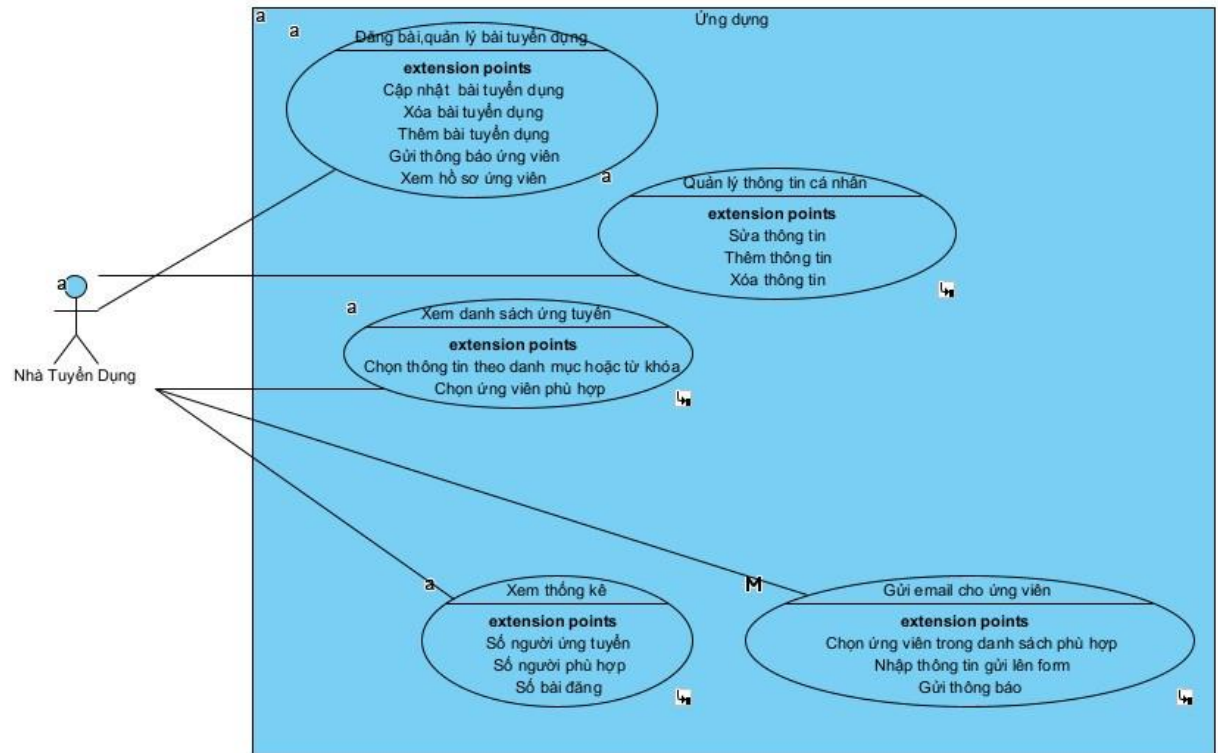 a
Ứng dụng
a
Đăng bài,quản lý bài tuyển dụng
extension points
Cập nhật bài tuyển dụng
Xóa bài tuyển dụng
Thêm bài tuyển dụng
Gửi thông báo ứng viên
Xem hồ sơ ứng viên
a
Quản lý thông tin cá nhân
extension points
Sửa thông tin
Thêm thông tin
Xóa thông tin
a
Nhà Tuyển Dụng
a
Xem danh sách ứng tuyển
extension points
Chọn thông tin theo danh mục hoặc từ khóa
Chọn ứng viên phù hợp
a
Xem thống kê
extension points
Số người ứng tuyển
Số người phù hợp
Số bài đăng
M
Gửi email cho ứng viên
extension points
Chọn ứng viên trong danh sách phù hợp
Nhập thông tin gửi lên form
Gửi thông báo